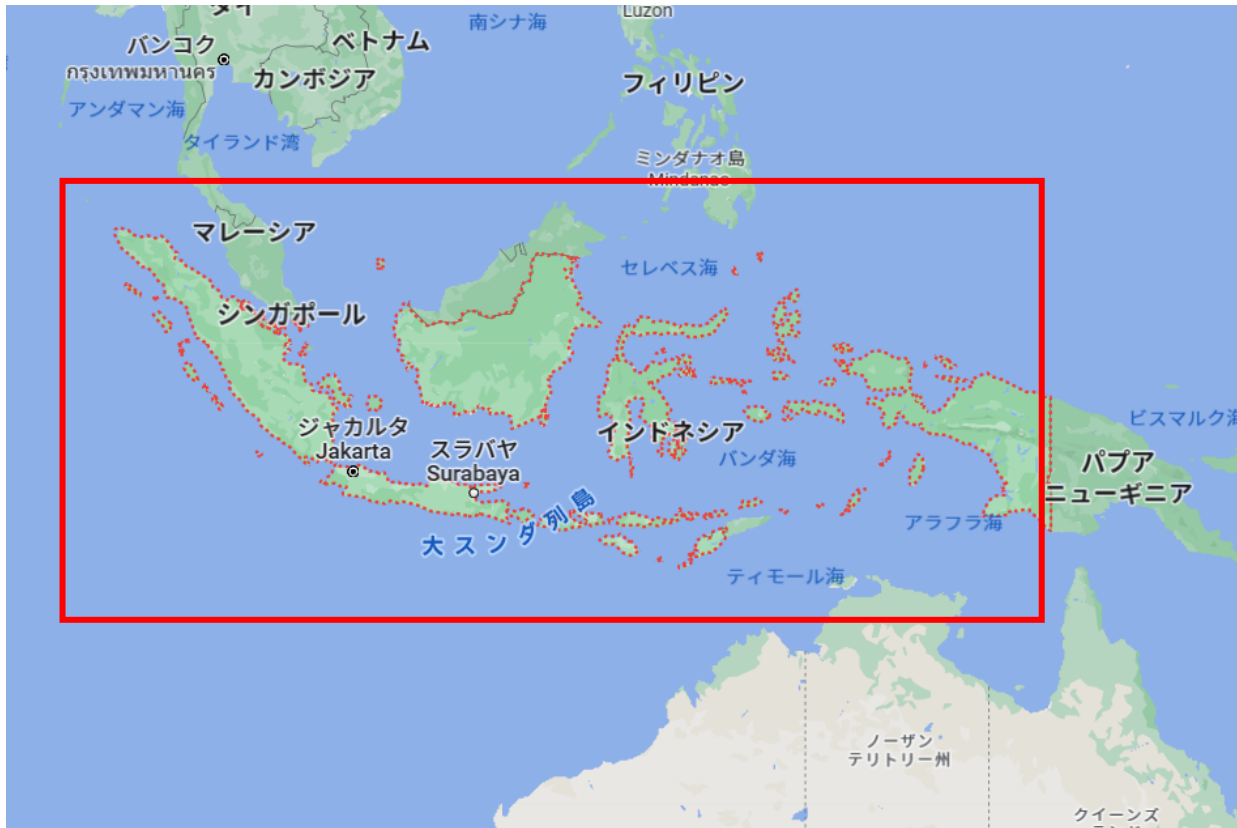 タイ
Luzon
南シナ海
バンコク
กรุงเทพมหานคร
ベトナム
カンボジア
フィリピン
アンダマン海
タイランド湾
ミンダナオ島
Mindanao
マレーシア
セレベス海
シンガポール
ジャカルタ
Jakarta
スラバヤ
Surabaya
インドネシア
バンダ海
ビスマルク海
パプア
ニューギニア
大スンダ列島
アラフラ海
ティモール海
ノーザン
テリトリー州
クイーンズ